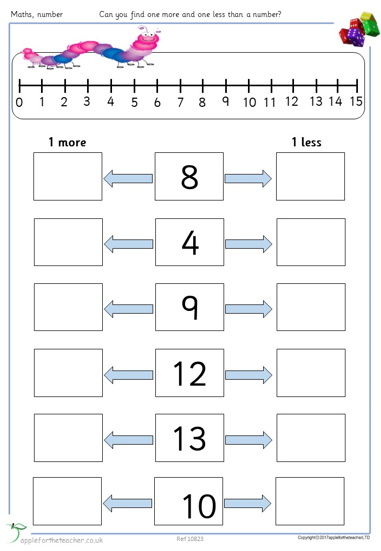 Maths, number Can you find one more and one less than a number?
0 1 2 3 4 5 6 7 8 9 10 11 12 13 14 15
1 more 1 less
8
4
9
12
13
10
applefortheteacher.co.uk Ref 10823 Copyright©2017applefortheteacherLTD